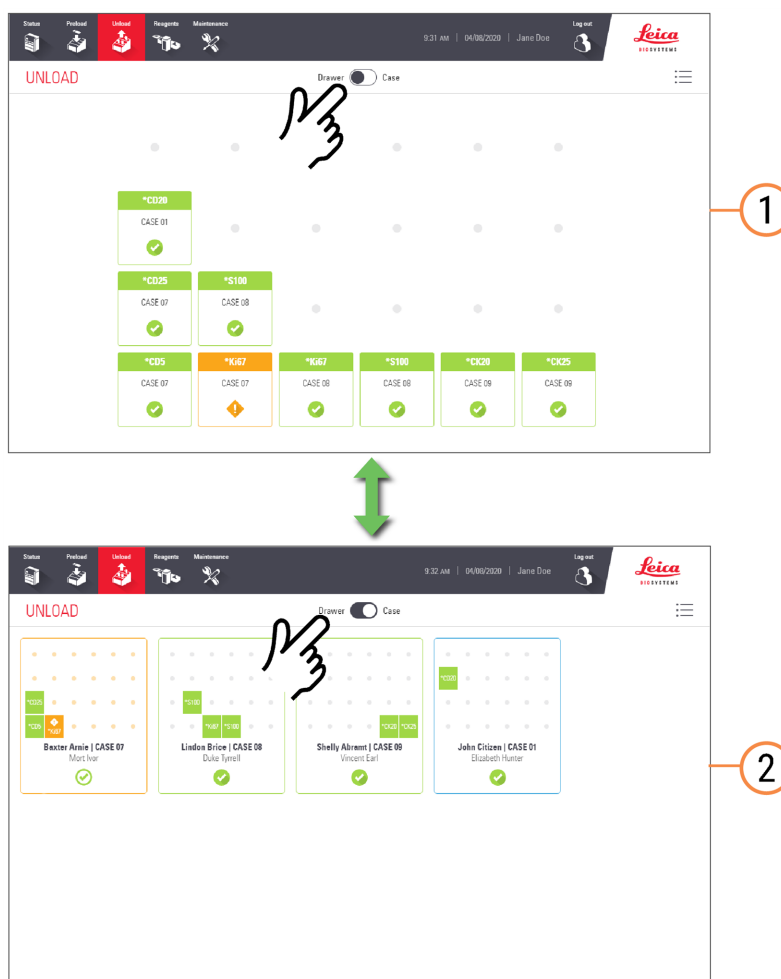 Status Preload Unload Reagents Maintenance Log out
9:31 AM | 04/08/2020 | Jane Doe
Leica
BIOSYSTEMS
UNLOAD Drawer Case
*CD20
CASE 01
1
*CD25 *S100
CASE 07 CASE 08
*CD5 *Ki67 *Ki67 *S100 *CK20 *CK25
CASE 07 CASE 07 CASE 08 CASE 08 CASE 09 CASE 09
Status Preload Unload Reagents Maintenance Log out
9:32 AM | 04/08/2020 | Jane Doe
Leica
BIOSYSTEMS
UNLOAD Drawer Case
*CD20
*CD25 *S100
*CD5 *Ki67 *Ki67 *S100 *CK20 *CK25
Baxter Arnie | CASE 07 Lindon Brice | CASE 08 Shelly Abramt | CASE 09 John Citizen | CASE 01
Mort Ivor Duke Tyrrell Vincent Earl Elizabeth Hunter
2